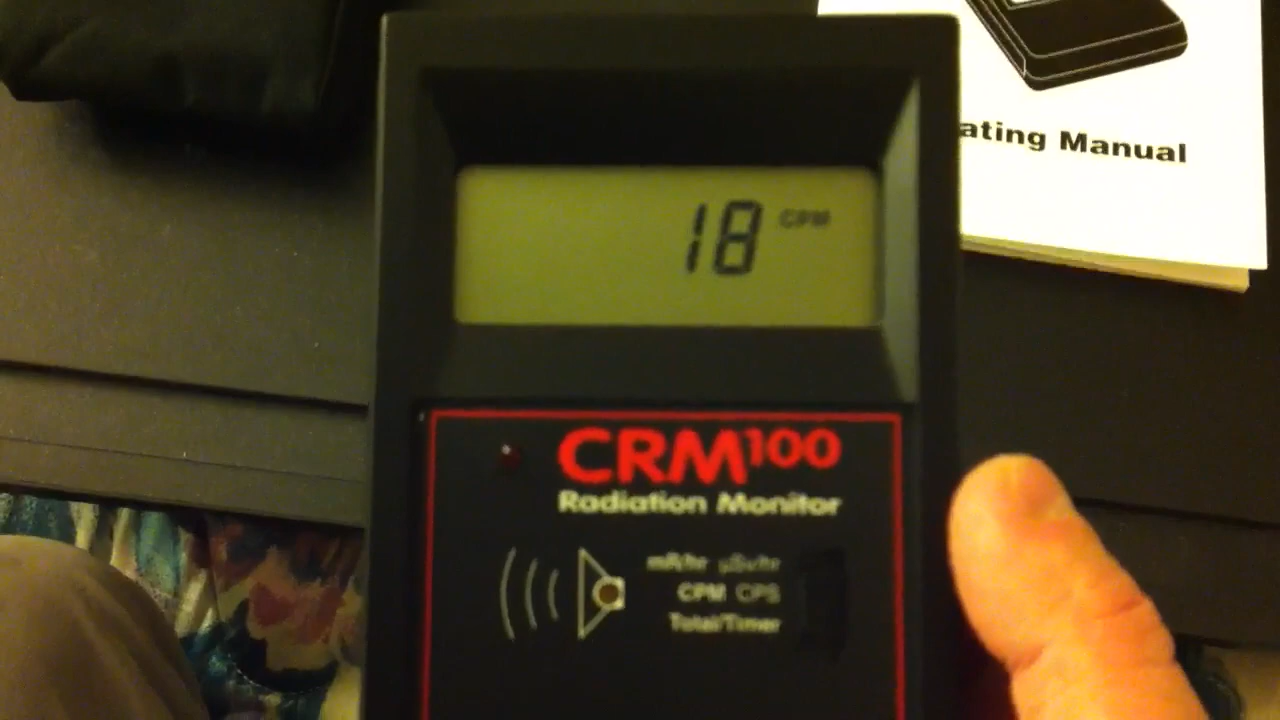 ating Manual
18 CPM
CRM100
Radiation Monitor
mR/hr µSv/hr
CPM CPS
Total/Timer